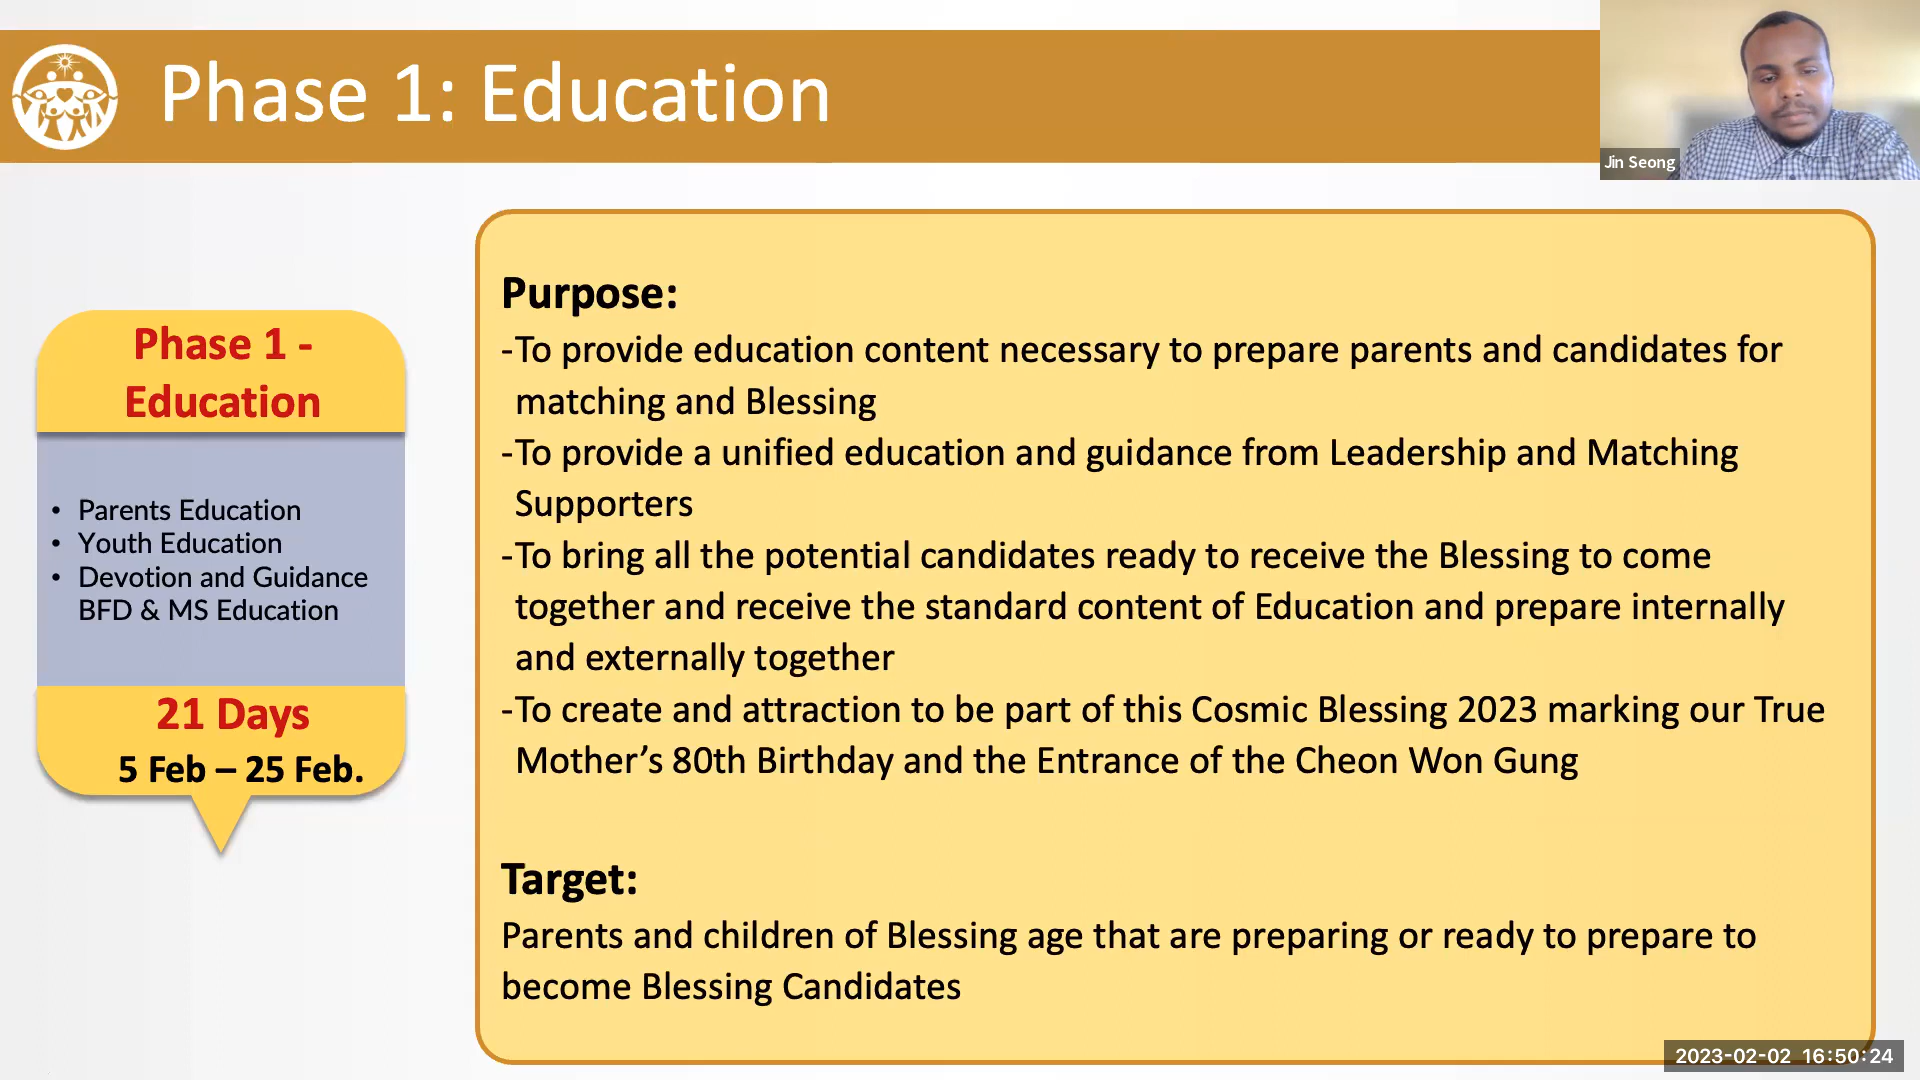 Phase 1: Education
Jin Seong
Phase 1 -
Education
• Parents Education
• Youth Education
• Devotion and Guidance
BFD & MS Education
21 Days
5 Feb – 25 Feb.
Purpose:
-To provide education content necessary to prepare parents and candidates for
matching and Blessing
-To provide a unified education and guidance from Leadership and Matching
Supporters
-To bring all the potential candidates ready to receive the Blessing to come
together and receive the standard content of Education and prepare internally
and externally together
-To create and attraction to be part of this Cosmic Blessing 2023 marking our True
Mother’s 80th Birthday and the Entrance of the Cheon Won Gung
Target:
Parents and children of Blessing age that are preparing or ready to prepare to
become Blessing Candidates
2023-02-02 16:50:24